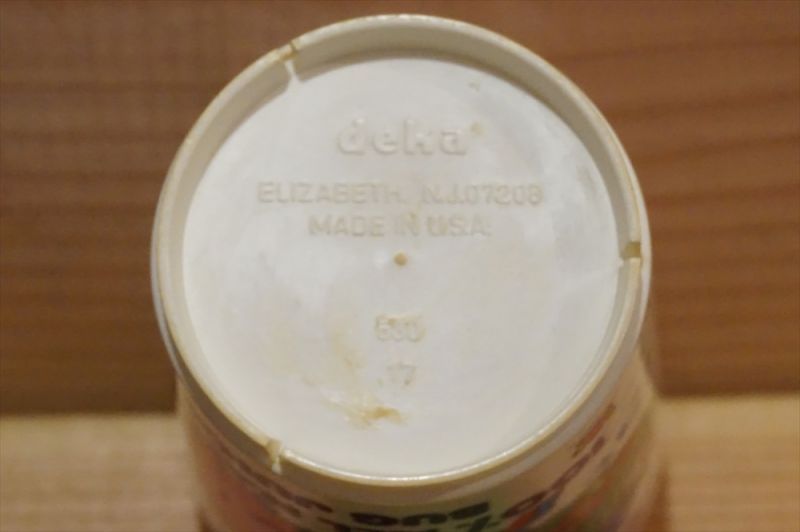 deka
ELIZABETH, N.J.07208
MADE IN U.S.A.
17